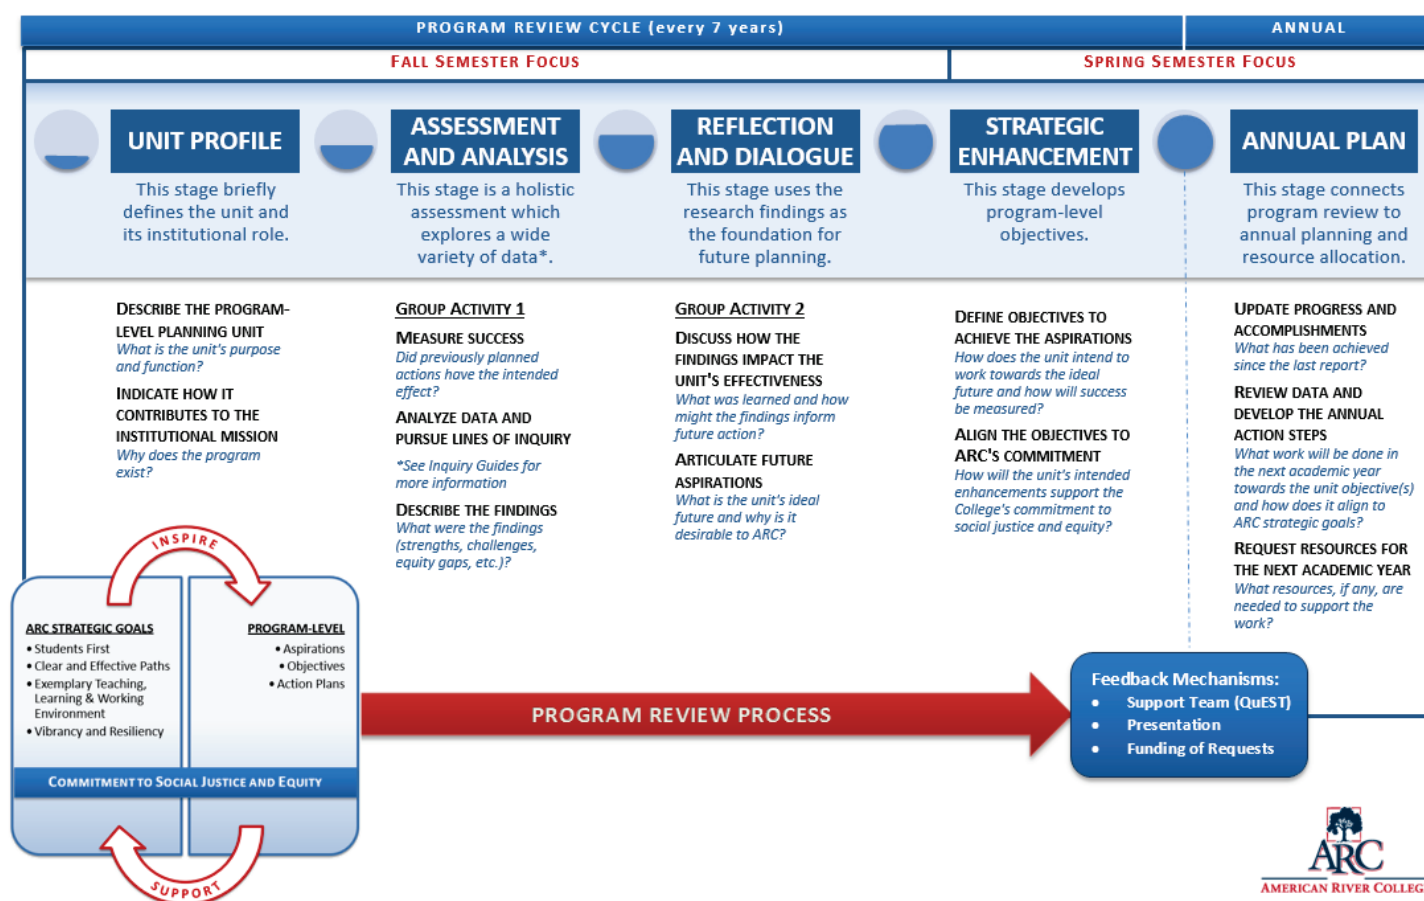 PROGRAM REVIEW CYCLE (every 7 years)
ANNUAL
FALL SEMESTER FOCUS
SPRING SEMESTER FOCUS
UNIT PROFILE
This stage briefly
defines the unit and
its institutional role.
DESCRIBE THE PROGRAM-
LEVEL PLANNING UNIT
What is the unit's purpose
and function?
INDICATE HOW IT
CONTRIBUTES TO THE
INSTITUTIONAL MISSION
Why does the program
exist?
ASSESSMENT
AND ANALYSIS
This stage is a holistic
assessment which
explores a wide
variety of data*.
GROUP ACTIVITY 1
MEASURE SUCCESS
Did previously planned
actions have the intended
effect?
ANALYZE DATA AND
PURSUE LINES OF INQUIRY
*See Inquiry Guides for
more information
DESCRIBE THE FINDINGS
What were the findings
(strengths, challenges,
equity gaps, etc.)?
REFLECTION
AND DIALOGUE
This stage uses the
research findings as
the foundation for
future planning.
GROUP ACTIVITY 2
DISCUSS HOW THE
FINDINGS IMPACT THE
UNIT'S EFFECTIVENESS
What was learned and how
might the findings inform
future action?
ARTICULATE FUTURE
ASPIRATIONS
What is the unit's ideal
future and why is it
desirable to ARC?
STRATEGIC
ENHANCEMENT
This stage develops
program-level
objectives.
DEFINE OBJECTIVES TO
ACHIEVE THE ASPIRATIONS
How does the unit intend to
work towards the ideal
future and how will success
be measured?
ALIGN THE OBJECTIVES TO
ARC'S COMMITMENT
How will the unit's intended
enhancements support the
College's commitment to
social justice and equity?
ANNUAL PLAN
This stage connects
program review to
annual planning and
resource allocation.
UPDATE PROGRESS AND
ACCOMPLISHMENTS
What has been achieved
since the last report?
REVIEW DATA AND
DEVELOP THE ANNUAL
ACTION STEPS
What work will be done in
the next academic year
towards the unit objective(s)
and how does it align to
ARC strategic goals?
REQUEST RESOURCES FOR
THE NEXT ACADEMIC YEAR
What resources, if any, are
needed to support the
work?
INSPIRE
ARC STRATEGIC GOALS
• Students First
• Clear and Effective Paths
• Exemplary Teaching,
Learning & Working
Environment
• Vibrancy and Resiliency
PROGRAM-LEVEL
• Aspirations
• Objectives
• Action Plans
COMMITMENT TO SOCIAL JUSTICE AND EQUITY
SUPPORT
PROGRAM REVIEW PROCESS
Feedback Mechanisms:
• Support Team (QuEST)
• Presentation
• Funding of Requests
ARC
AMERICAN RIVER COLLEG